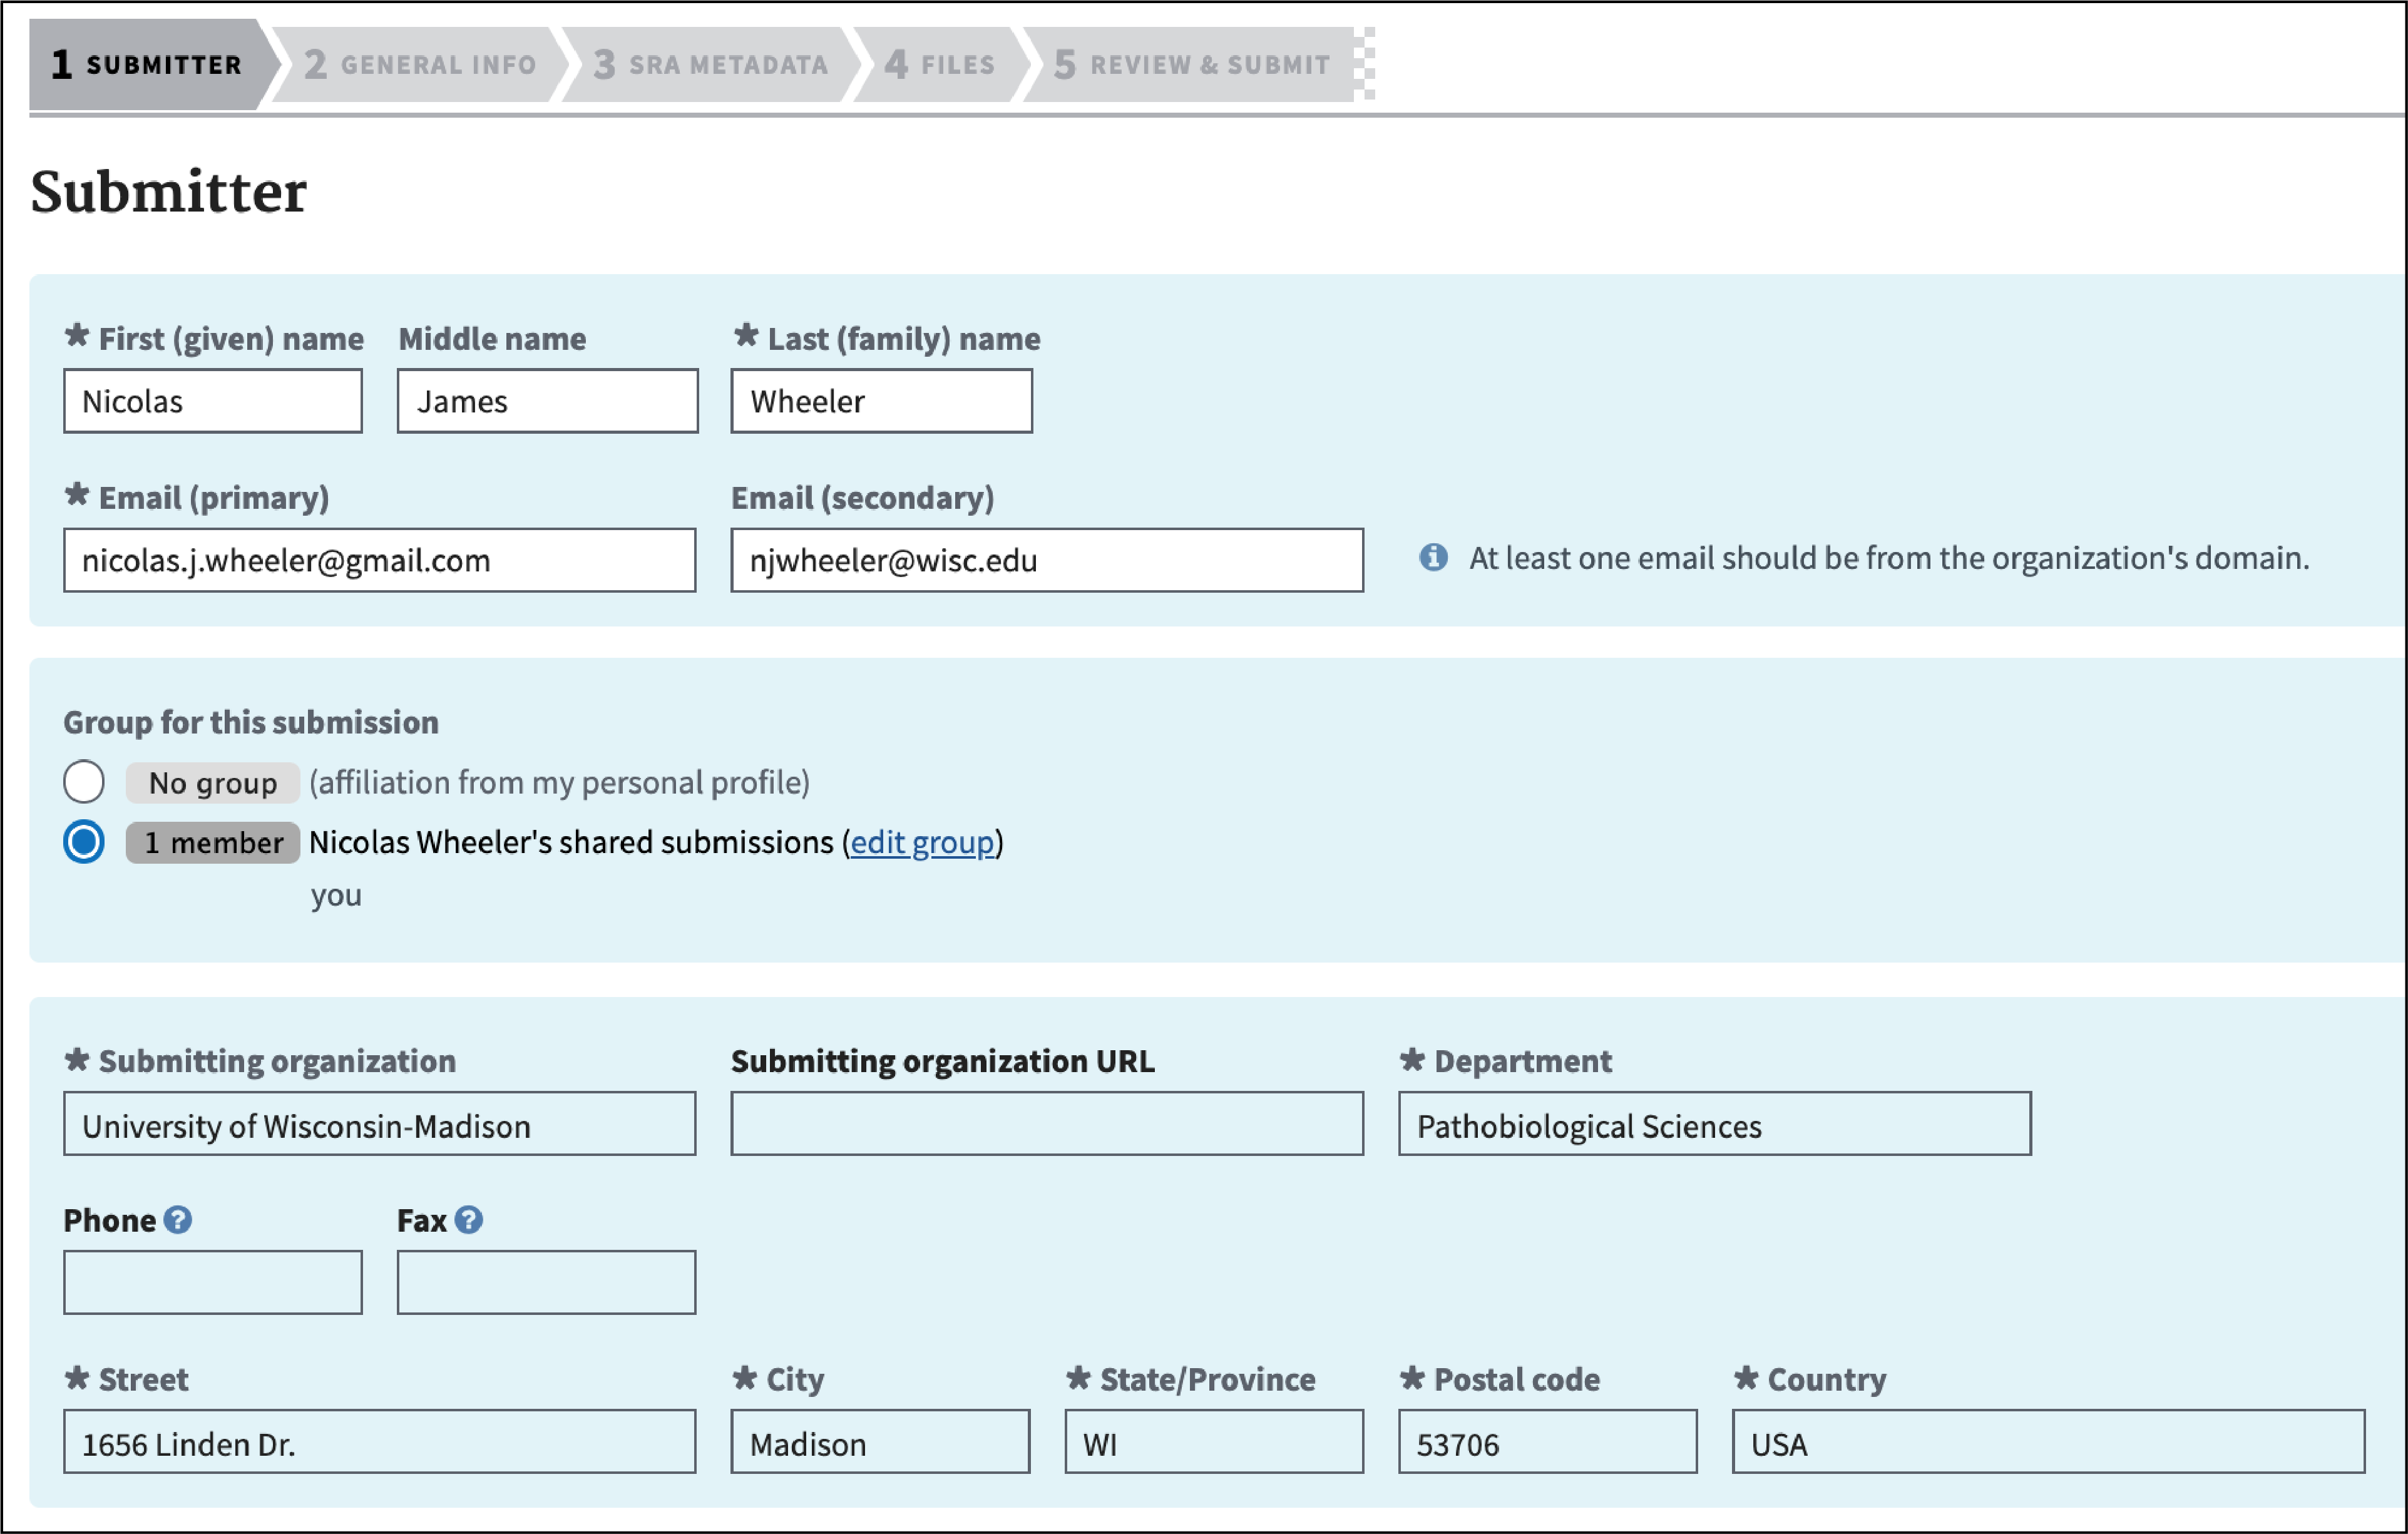 1 SUBMITTER 2 GENERAL INFO 3 SRA METADATA 4 FILES 5 REVIEW & SUBMIT
Submitter
* First (given) name Middle name * Last (family) name
Nicolas James Wheeler
* Email (primary) Email (secondary)
nicolas.j.wheeler@gmail.com njwheeler@wisc.edu At least one email should be from the organization's domain.
Group for this submission
No group (affiliation from my personal profile)
1 member Nicolas Wheeler's shared submissions (edit group)
you
* Submitting organization Submitting organization URL * Department
University of Wisconsin-Madison Pathobiological Sciences
Phone ? Fax ?
* Street * City * State/Province * Postal code * Country
1656 Linden Dr. Madison WI 53706 USA